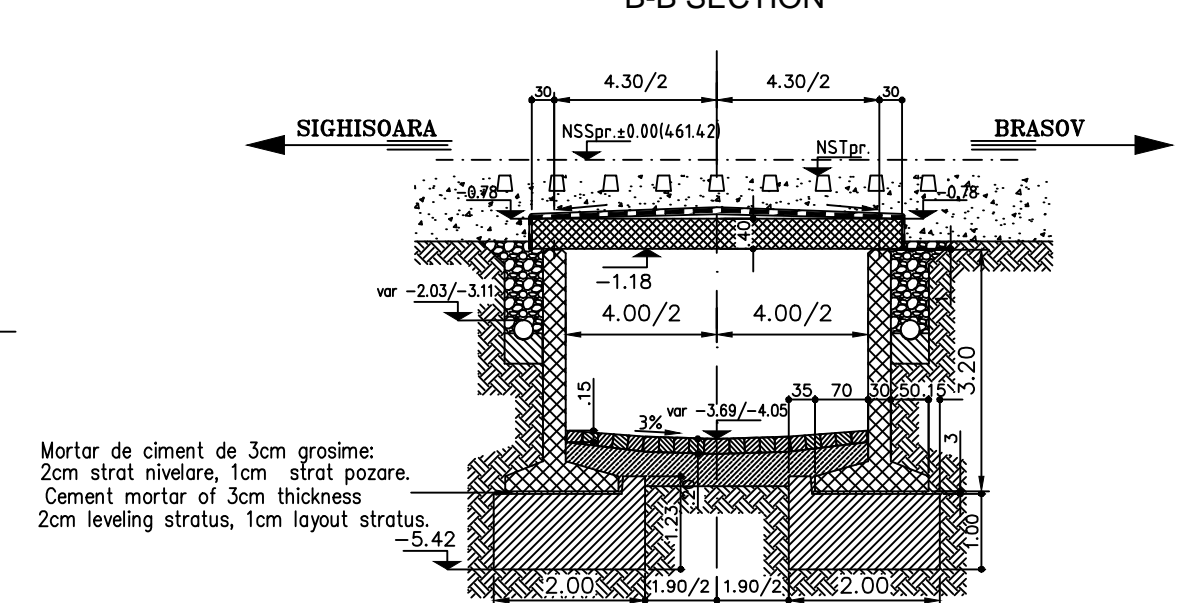 B-B SECTION
30
4.30/2
4.30/2
30
SIGHISOARA
NSSpr.±0.00(461.42)
NSTpr.
BRASOV
-0.78
-0.78
40
-1.18
var -2.03/-3.11
4.00/2
4.00/2
3.20
.15
3%
var -3.69/-4.05
35
70
30
50
.15
3
Mortar de ciment de 3cm grosime:
2cm strat nivelare, 1cm strat pozare.
Cement mortar of 3cm thickness
2cm leveling stratus, 1cm layout stratus.
-5.42
1.23
1.00
2.00
1.90/2
1.90/2
2.00